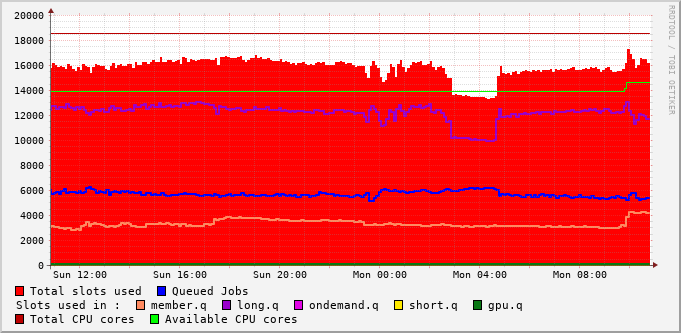 20000
18000
16000
14000
12000
10000
8000
6000
4000
2000
0
Sun 12:00 Sun 16:00 Sun 20:00 Mon 00:00 Mon 04:00 Mon 08:00
RRDTOOL / TOBI OETIKER
Total slots used Queued Jobs
Slots used in : member.q long.q ondemand.q short.q gpu.q
Total CPU cores Available CPU cores